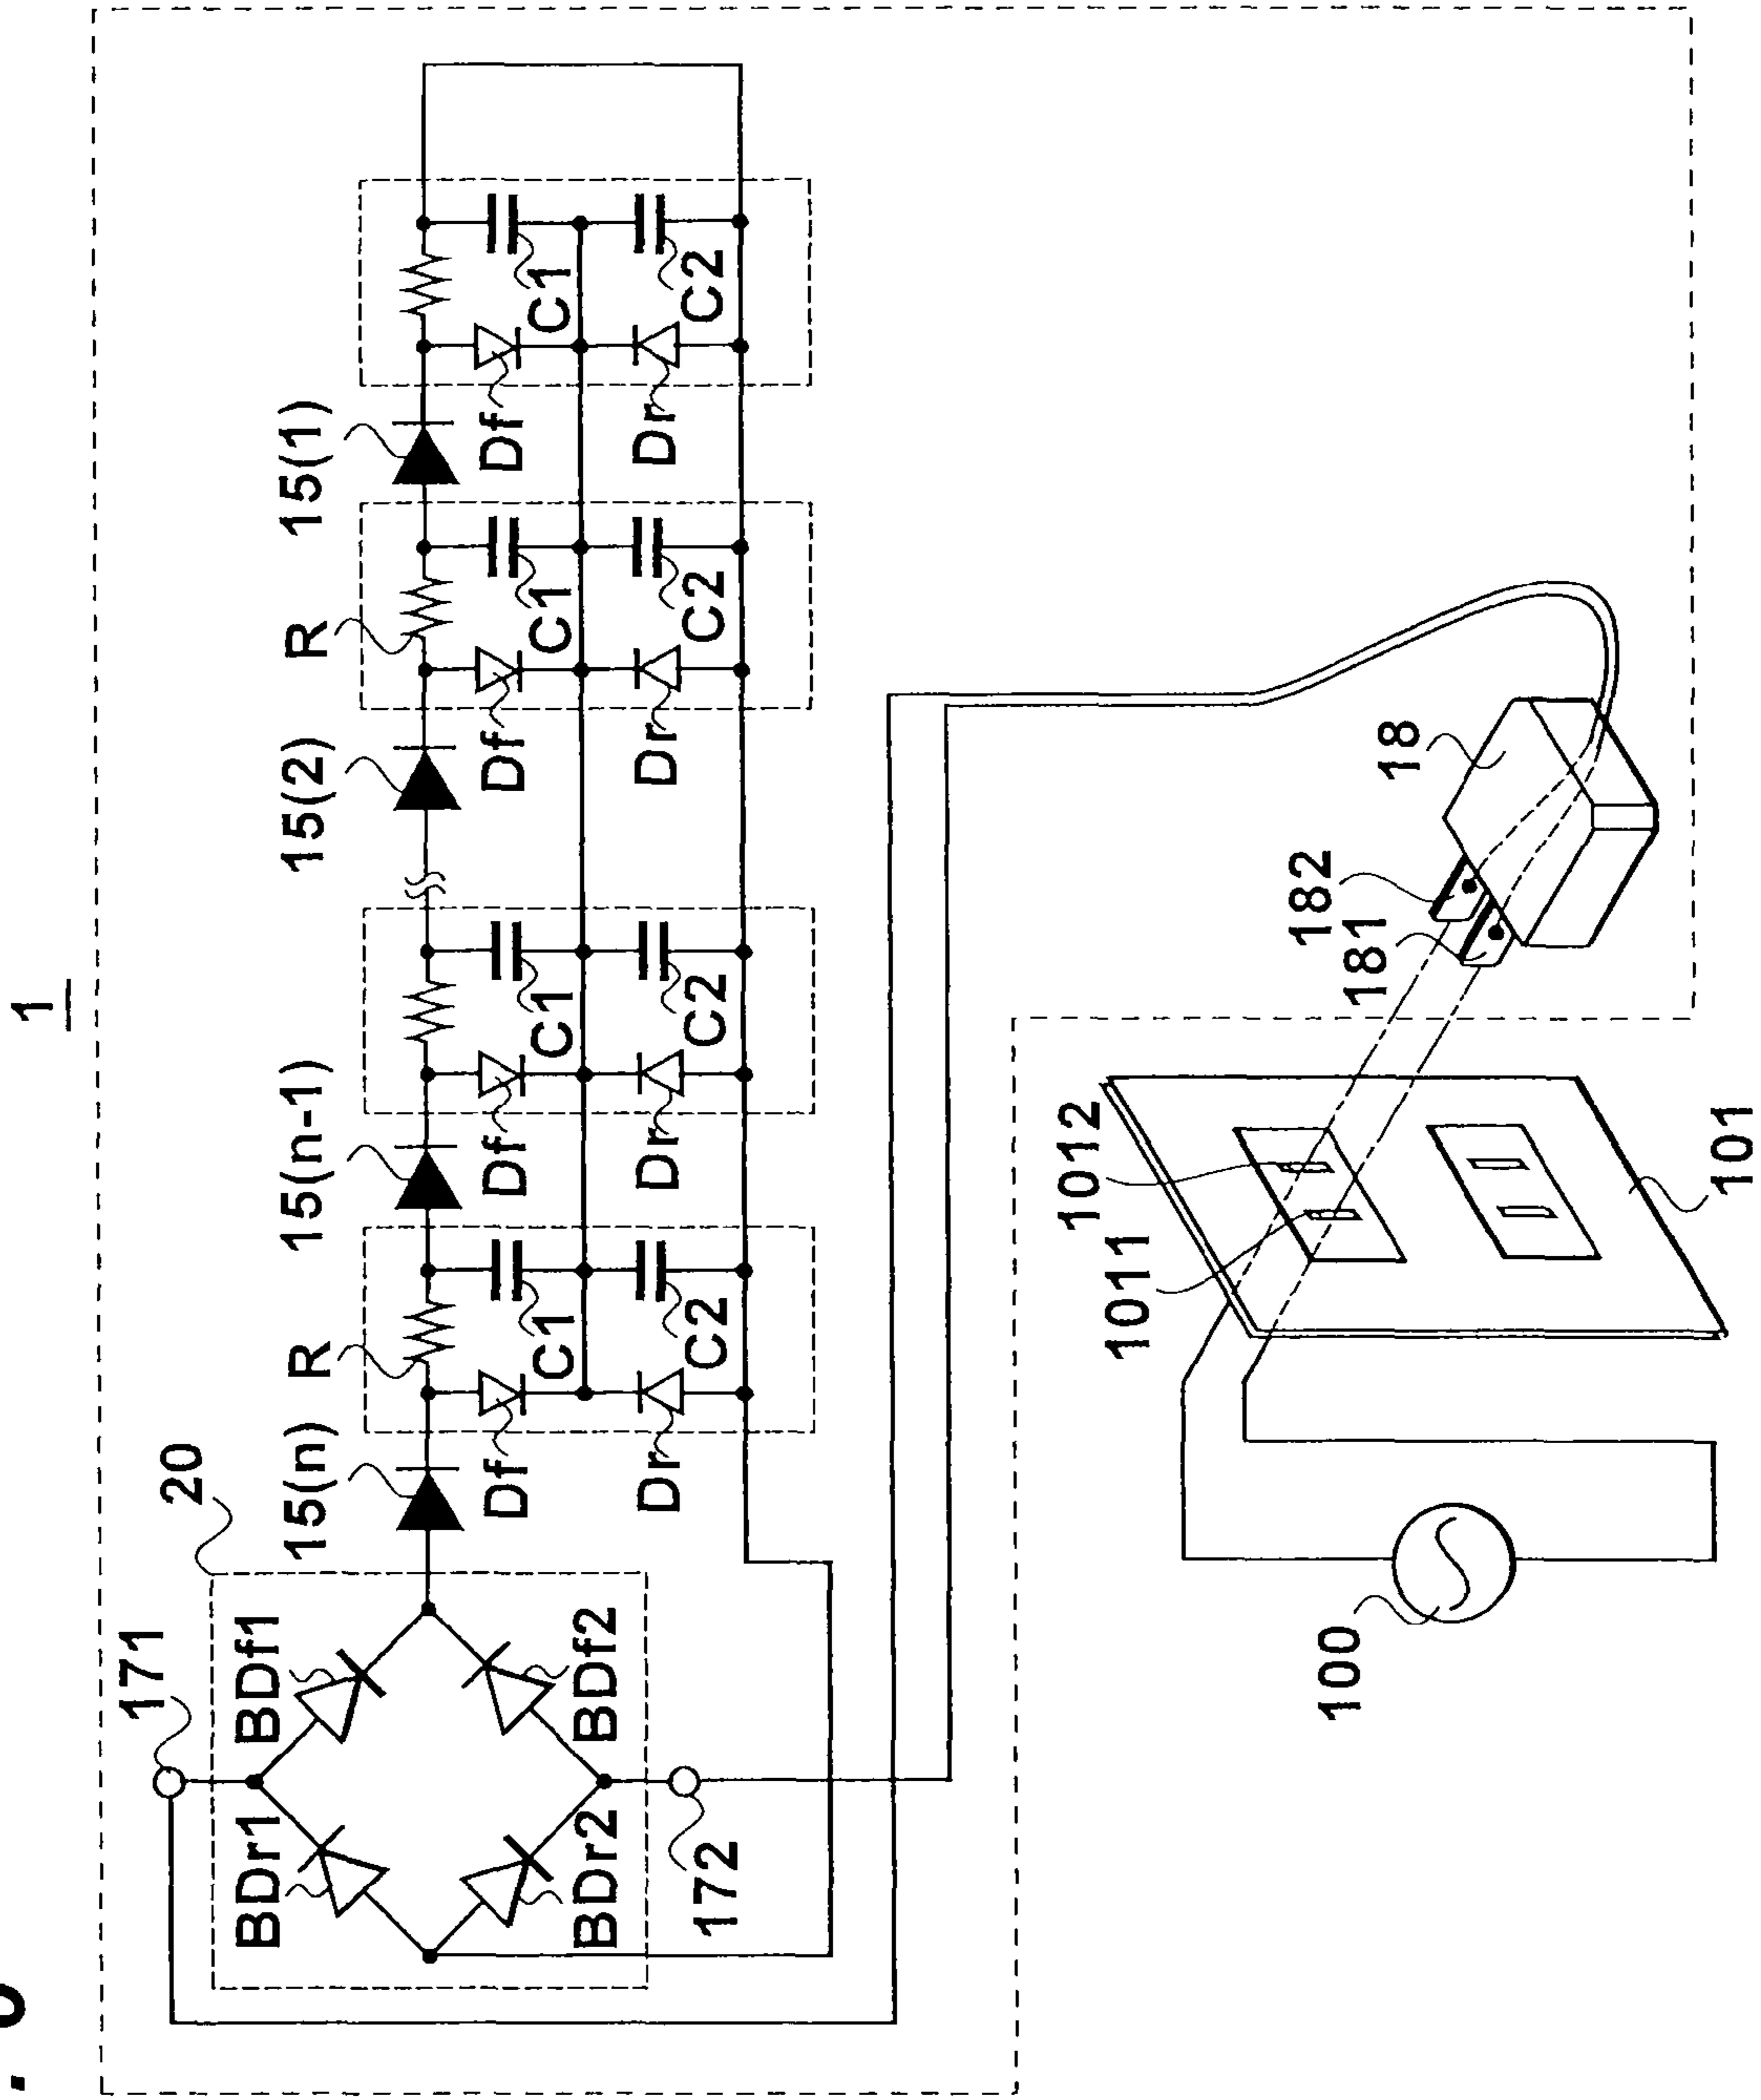 1
20
171
BDf1
BDr1
BDf2
BDr2
172
15(n)
R
15(n-1)
15(2)
R
15(1)
Df
C1
Df
C1
Df
C1
Df
C1
Dr
C2
Dr
C2
Dr
C2
Dr
C2
18
182
181
1012
1011
101
100